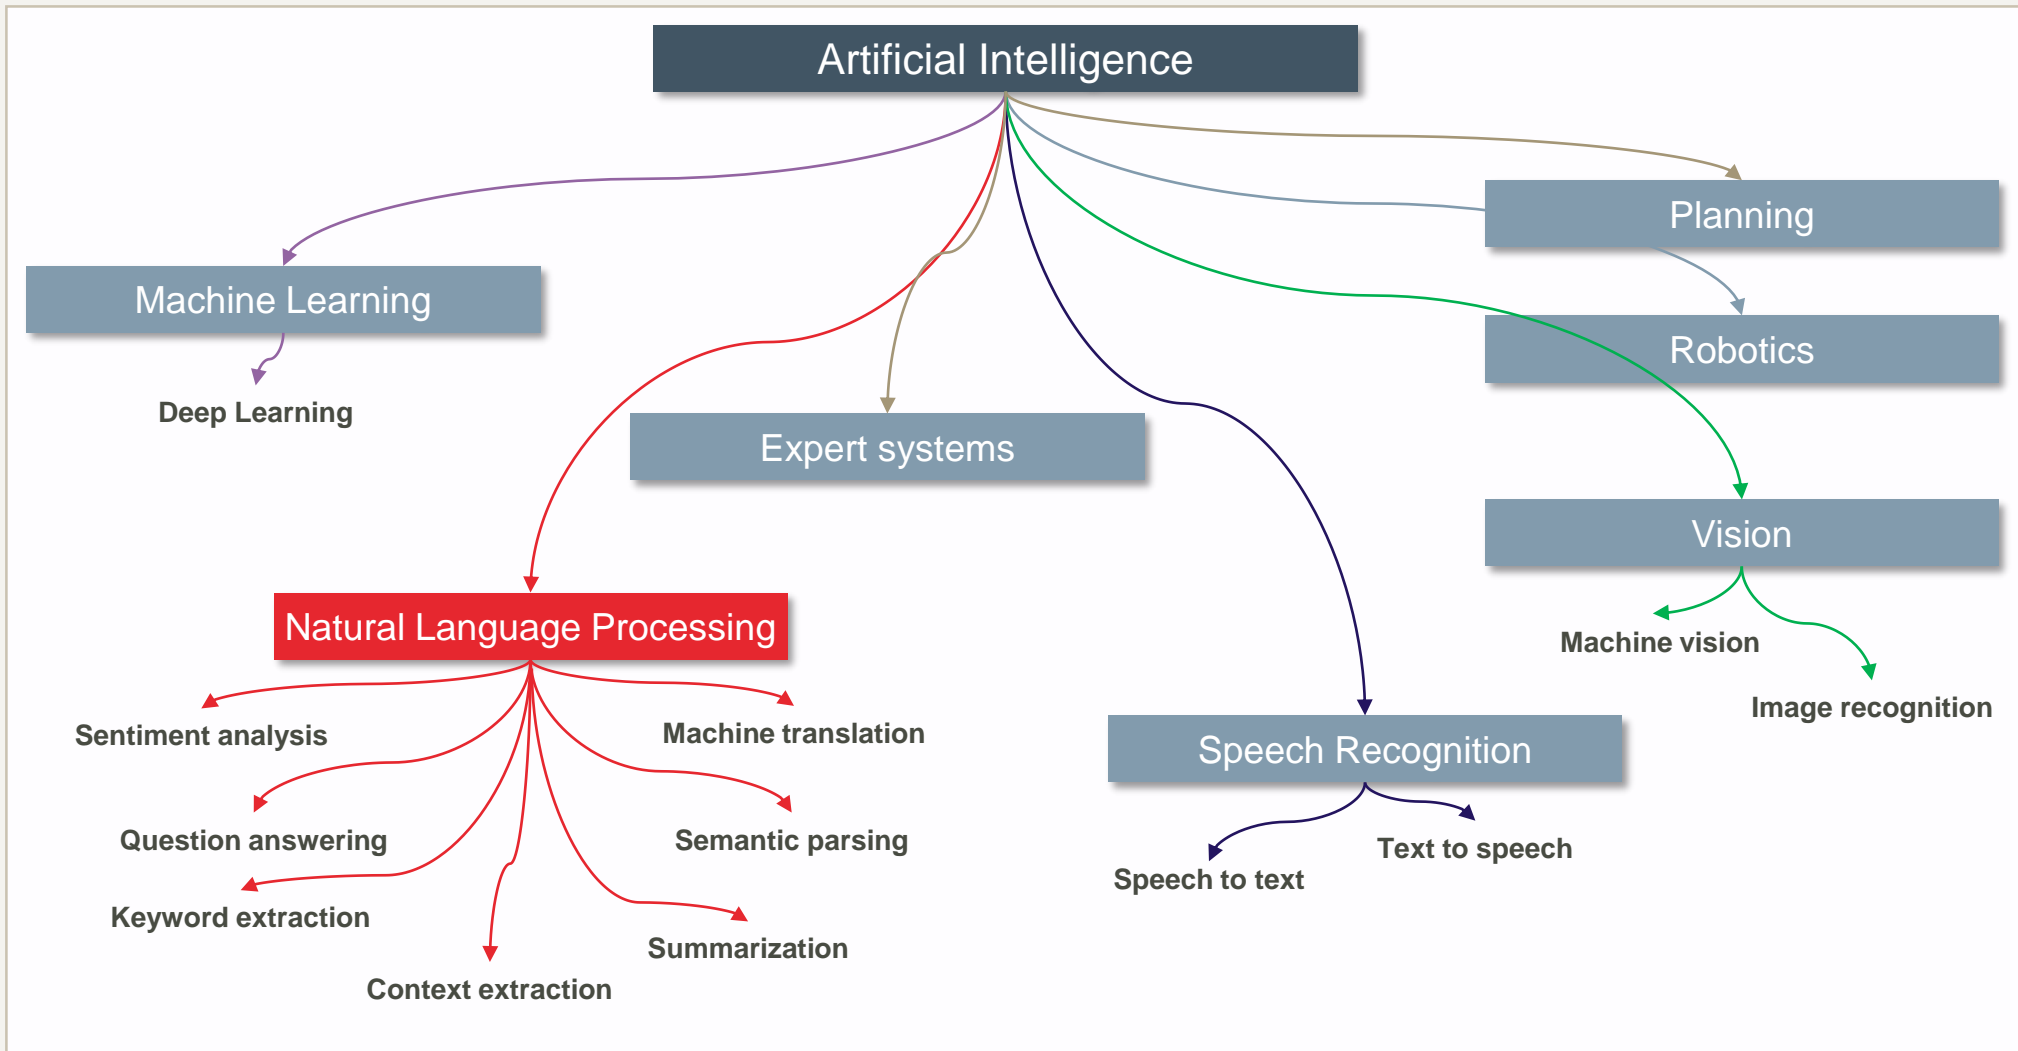 Artificial Intelligence
Planning
Machine Learning
Robotics
Deep Learning
Expert systems
Vision
Natural Language Processing
Machine vision
Image recognition
Sentiment analysis
Machine translation
Speech Recognition
Question answering
Semantic parsing
Text to speech
Speech to text
Keyword extraction
Summarization
Context extraction